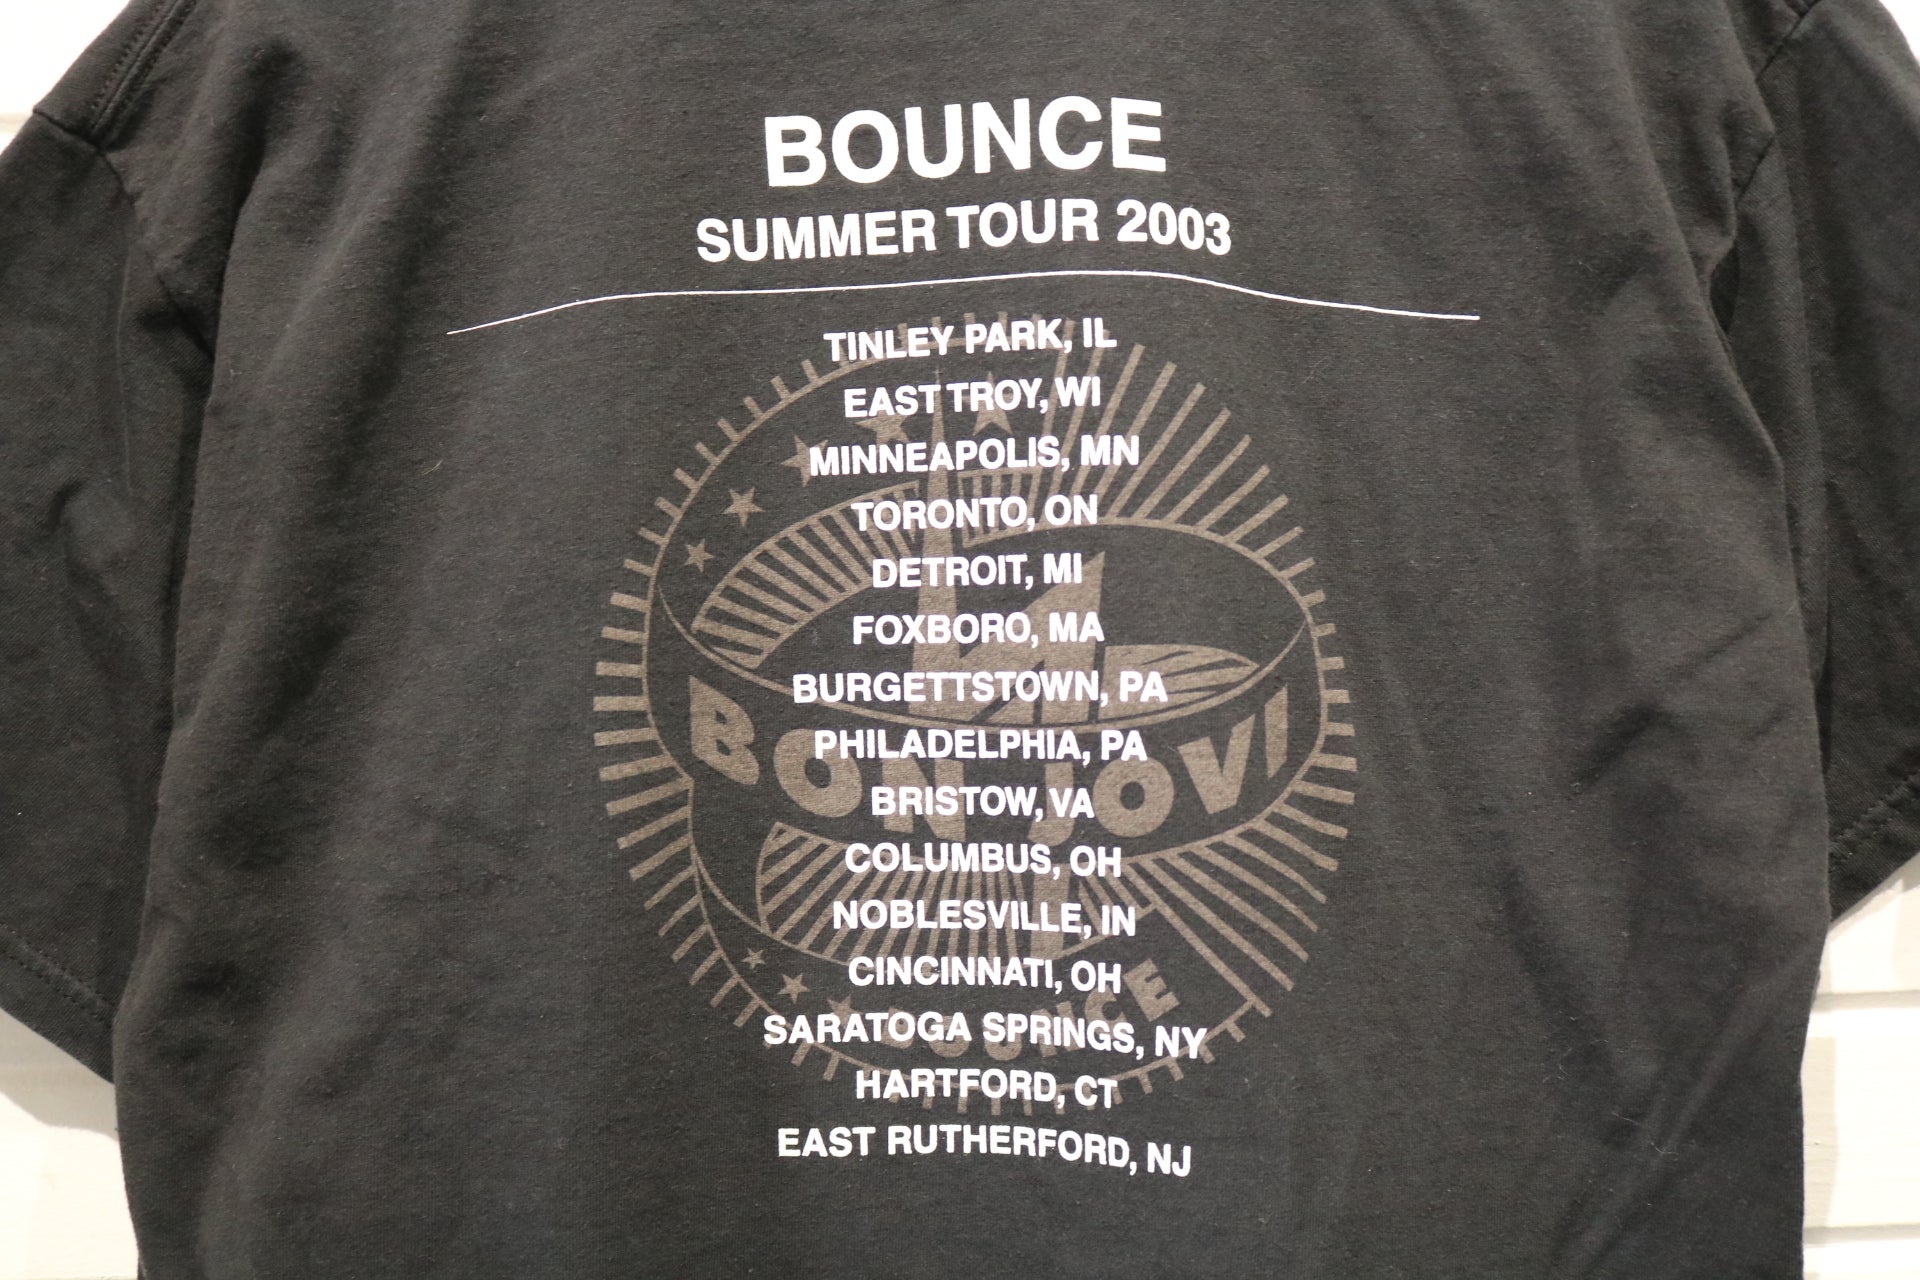 BOUNCE
SUMMER TOUR 2003
TINLEY PARK, IL
EAST TROY, WI
MINNEAPOLIS, MN
TORONTO, ON
DETROIT, MI
FOXBORO, MA
BURGETTSTOWN, PA
BON JOVI
PHILADELPHIA, PA
BRISTOW, VA
COLUMBUS, OH
NOBLESVILLE, IN
CINCINNATI, OH
BOUNCE
SARATOGA SPRINGS, NY
HARTFORD, CT
EAST RUTHERFORD, NJ